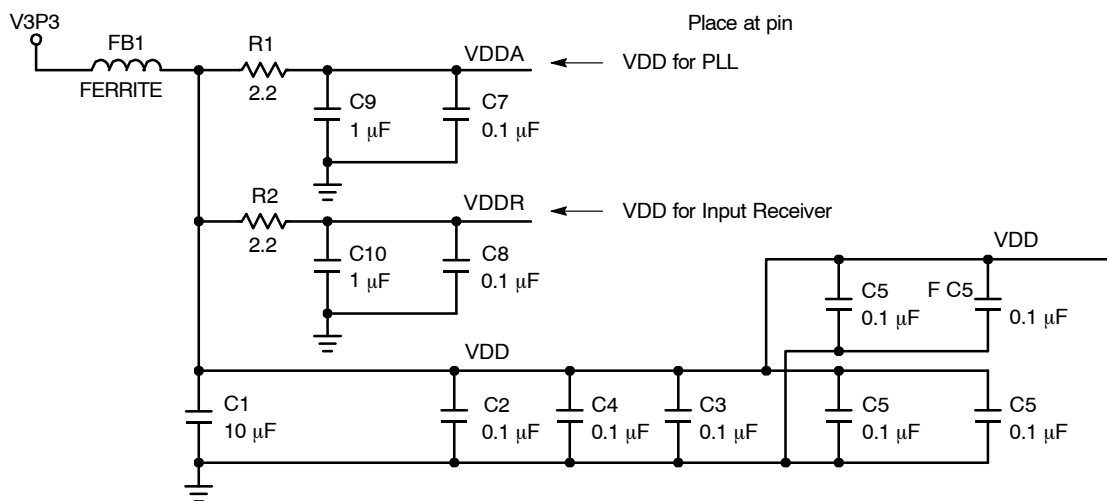 V3P3
Place at pin
FB1
R1
VDDA
VDD for PLL
FERRITE
2.2
C9
1 μF
C7
0.1 μF
R2
VDDR
VDD for Input Receiver
2.2
C10
1 μF
C8
0.1 μF
VDD
C5
0.1 μF
F C5
0.1 μF
VDD
C1
10 μF
C2
0.1 μF
C4
0.1 μF
C3
0.1 μF
C5
0.1 μF
C5
0.1 μF